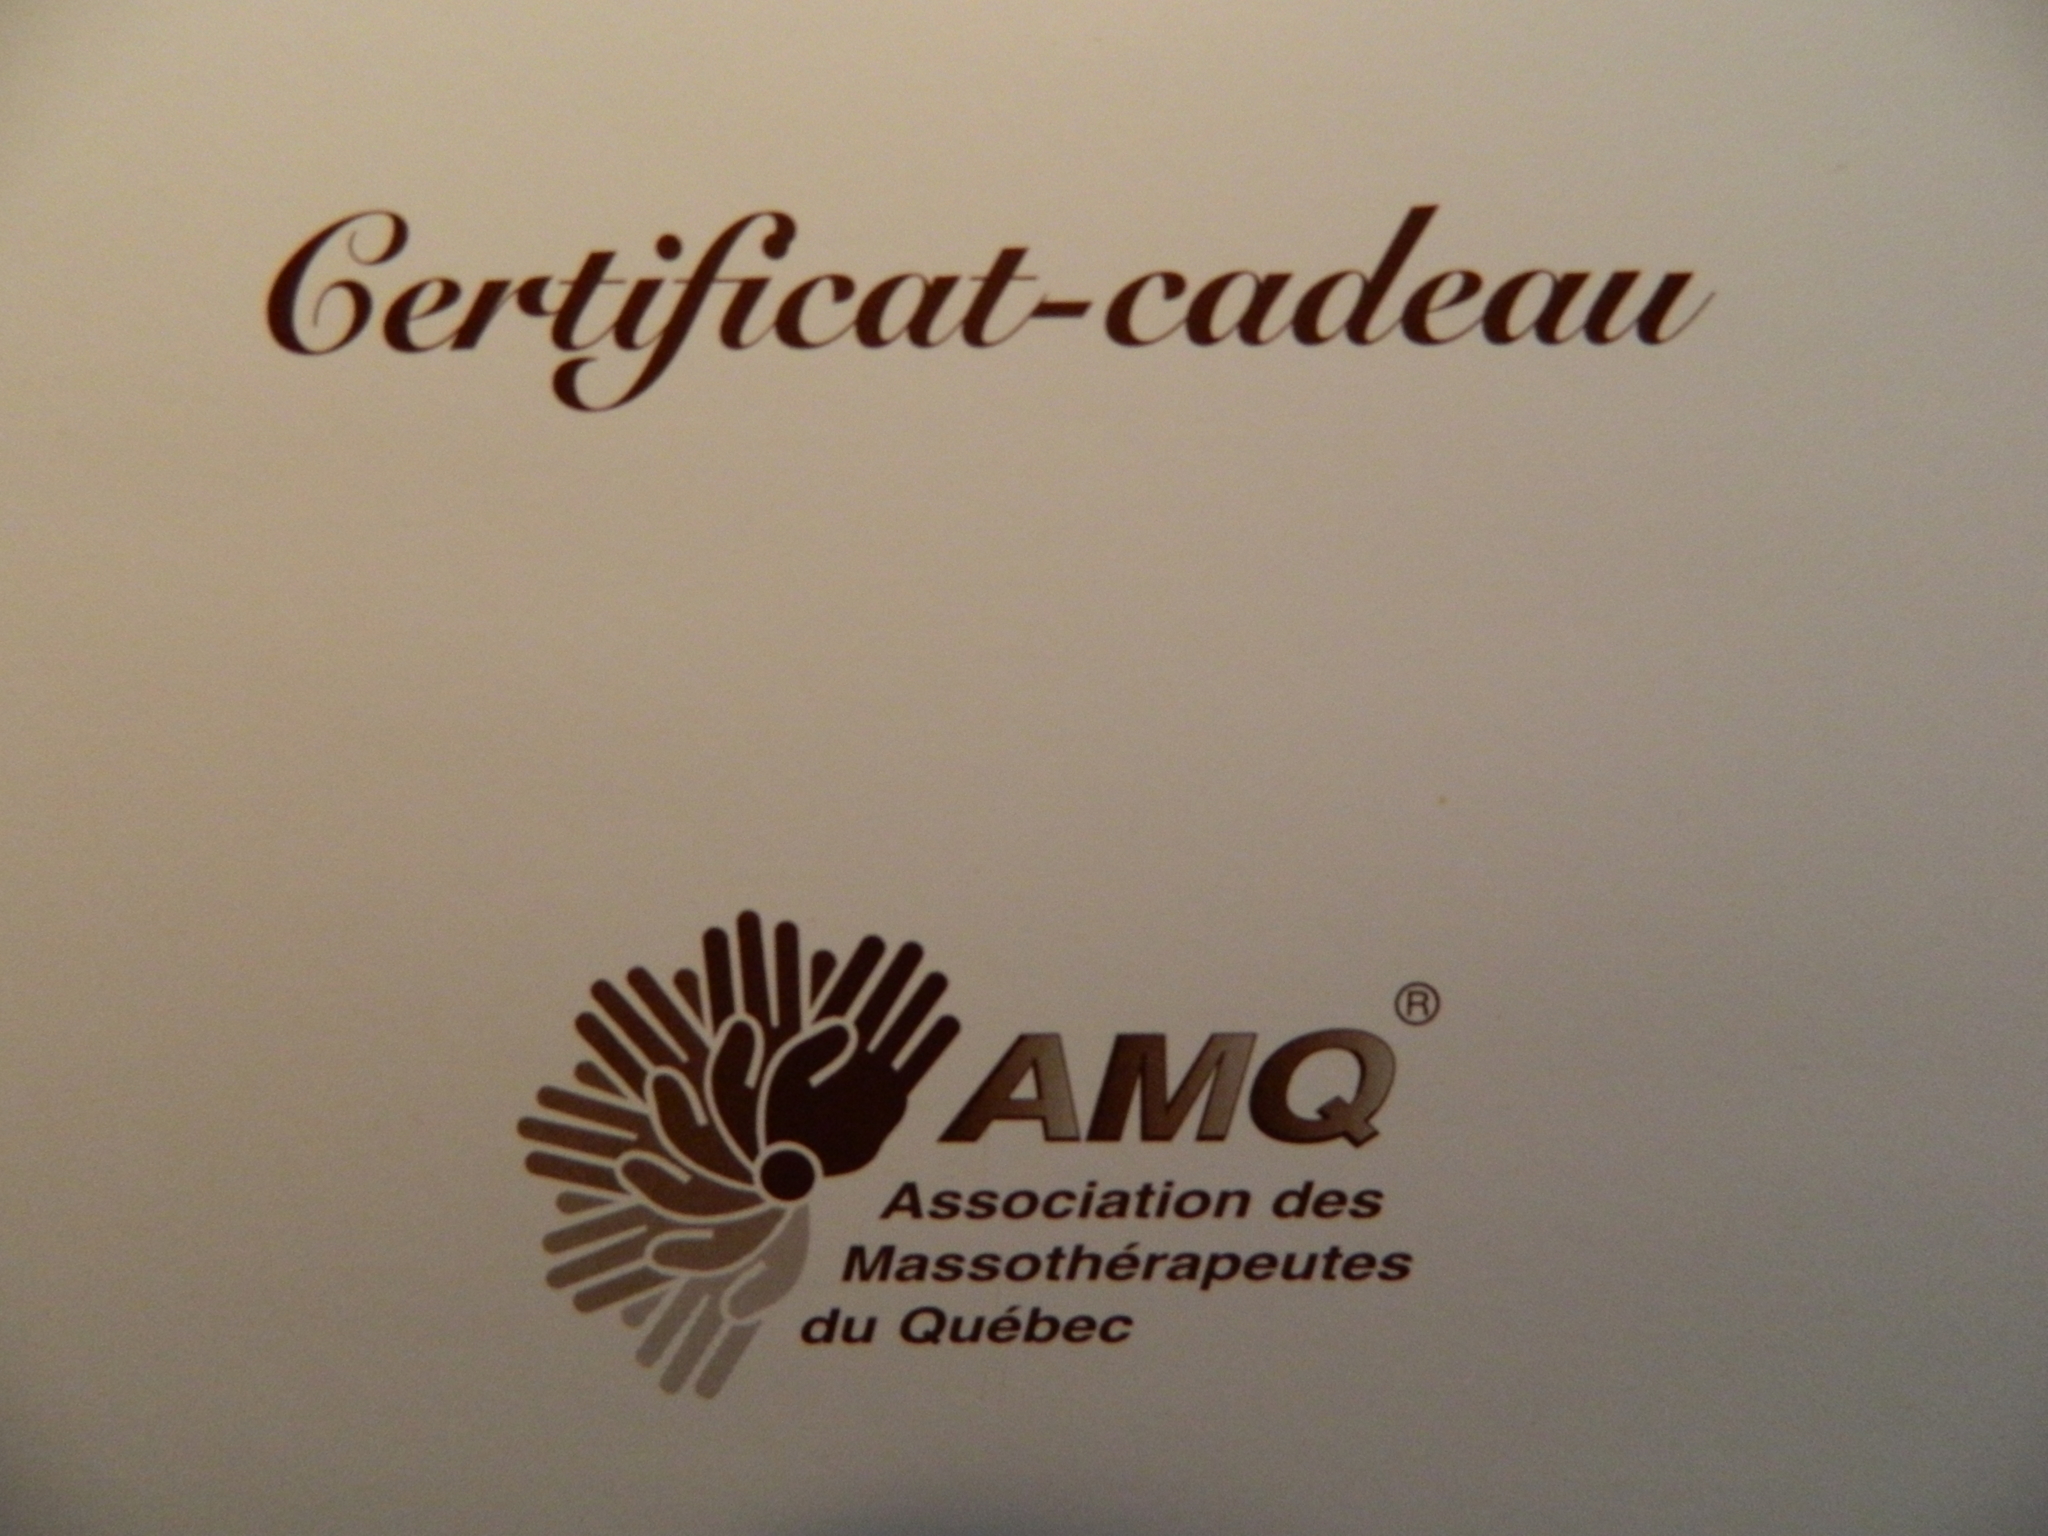 Certificat-cadeau
AMQ®
Association des
Massothérapeutes
du Québec